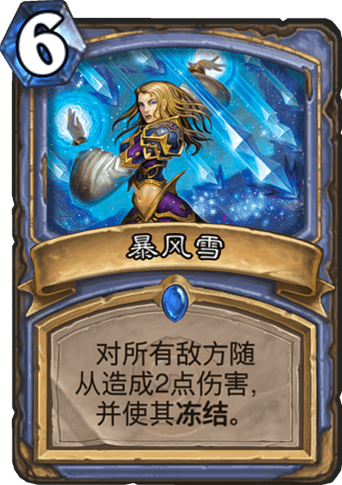 6
暴风雪
对所有敌方随
从造成2点伤害，
并使其冻结。